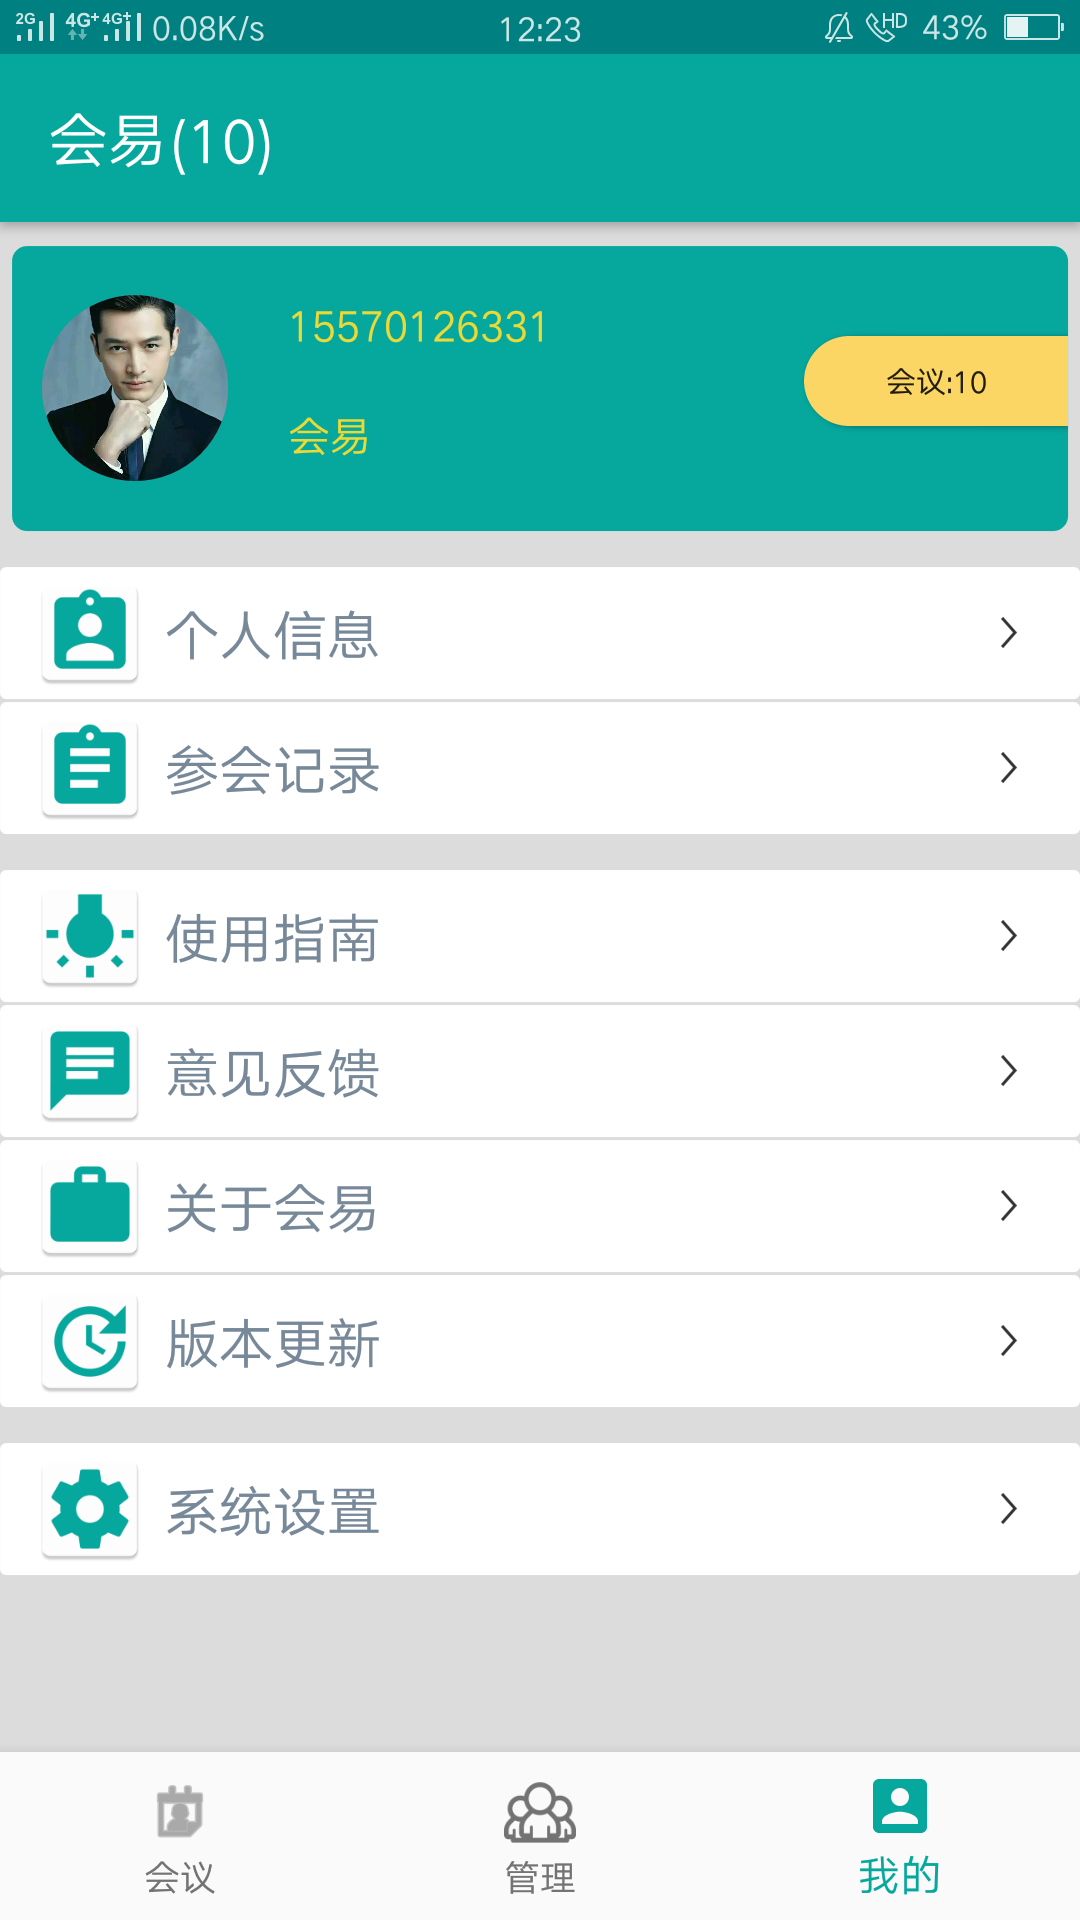 2G 4G+ 4G+ 0.08K/s 12:23 HD 43%
会易(10)
15570126331
会议:10
会易
个人信息
参会记录
使用指南
意见反馈
关于会易
版本更新
系统设置
会议 管理 我的